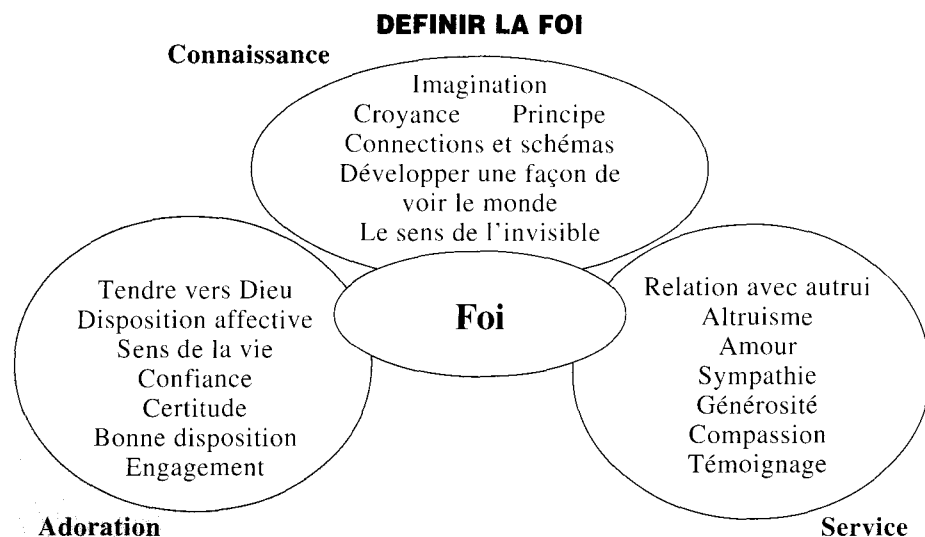 DEFINIR LA FOI
Connaissance
Imagination
Croyance Principe
Connections et schémas
Développer une façon de
voir le monde
Le sens de l'invisible
Foi
Tendre vers Dieu
Disposition affective
Sens de la vie
Confiance
Certitude
Bonne disposition
Engagement
Adoration
Relation avec autrui
Altruisme
Amour
Sympathie
Générosité
Compassion
Témoignage
Service